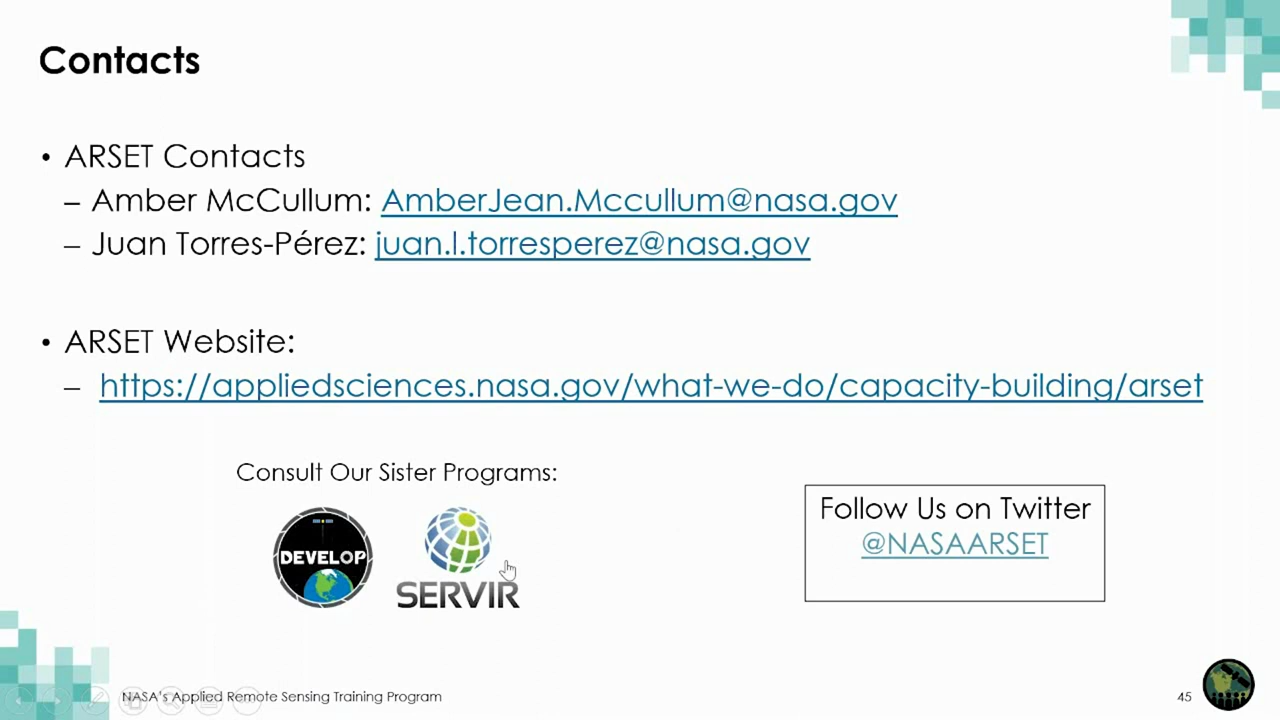 Contacts
• ARSET Contacts
– Amber McCullum: AmberJean.Mccullum@nasa.gov
– Juan Torres-Pérez: juan.l.torresperez@nasa.gov
• ARSET Website:
– https://appliedsciences.nasa.gov/what-we-do/capacity-building/arset
Consult Our Sister Programs:
DEVELOP
SERVIR
Follow Us on Twitter
@NASAARSET
NASA's Applied Remote Sensing Training Program
45